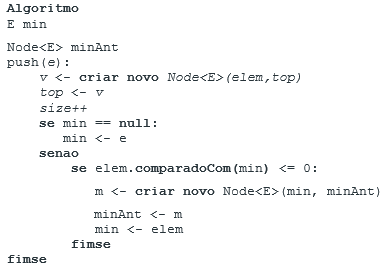 Algoritmo
E min
Node<E> minAnt
push(e):
v <- criar novo Node<E>(elem,top)
top <- v
size++
se min == null:
min <- e
senao
se elem.comparadoCom(min) <= 0:
m <- criar novo Node<E>(min, minAnt)
minAnt <- m
min <- elem
fimse
fimse